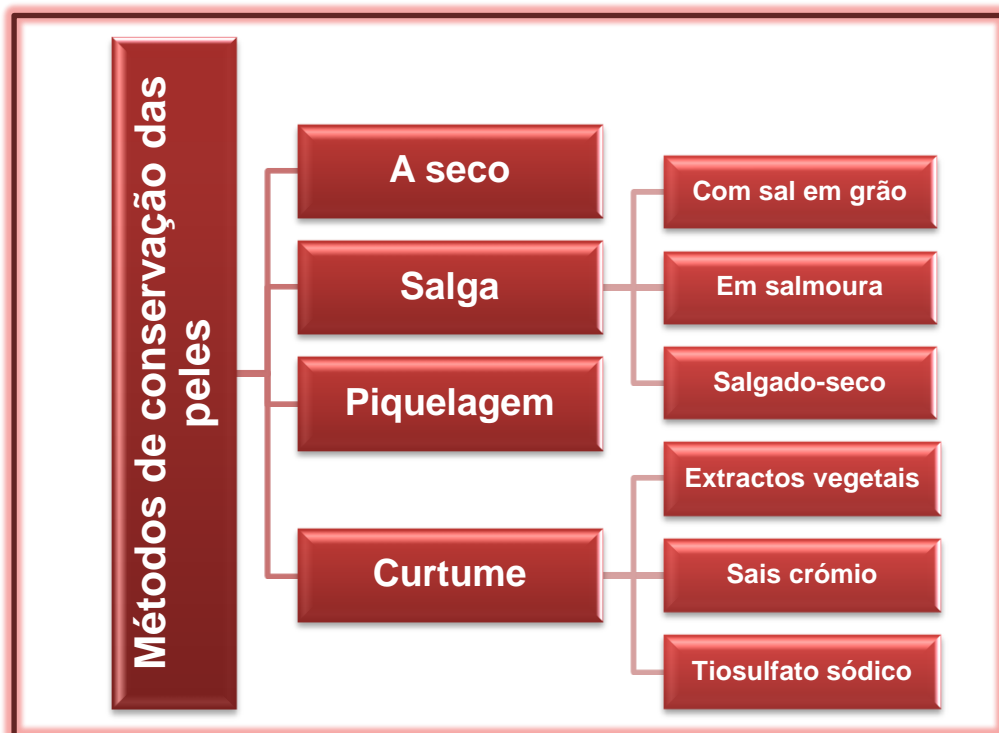 Métodos de conservação das
peles
A seco
Salga
Com sal em grão
Em salmoura
Salgado-seco
Piquelagem
Curtume
Extractos vegetais
Sais crómio
Tiosulfato sódico